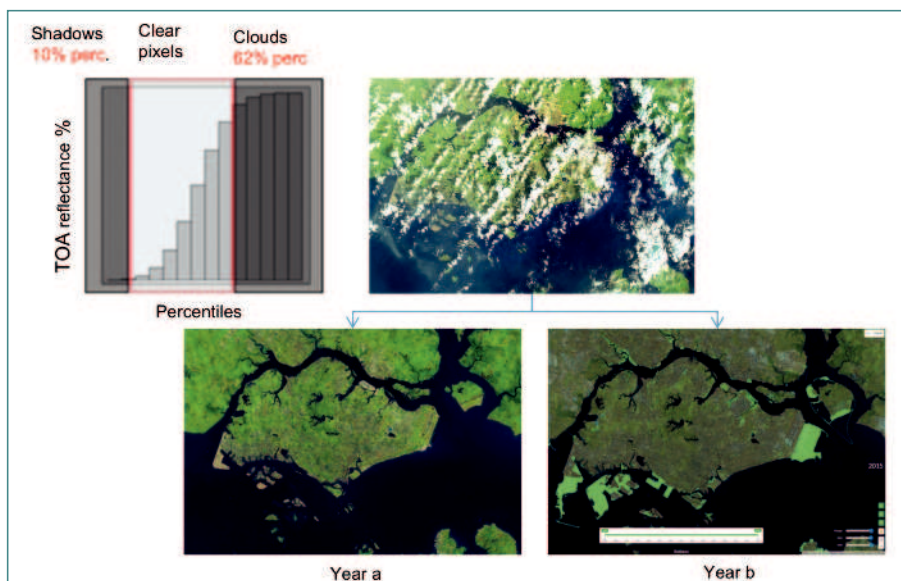 Shadows
10% perc.
Clear
pixels
Clouds
62% perc
TOA reflectance %
Percentiles
2015
Year a
Year b